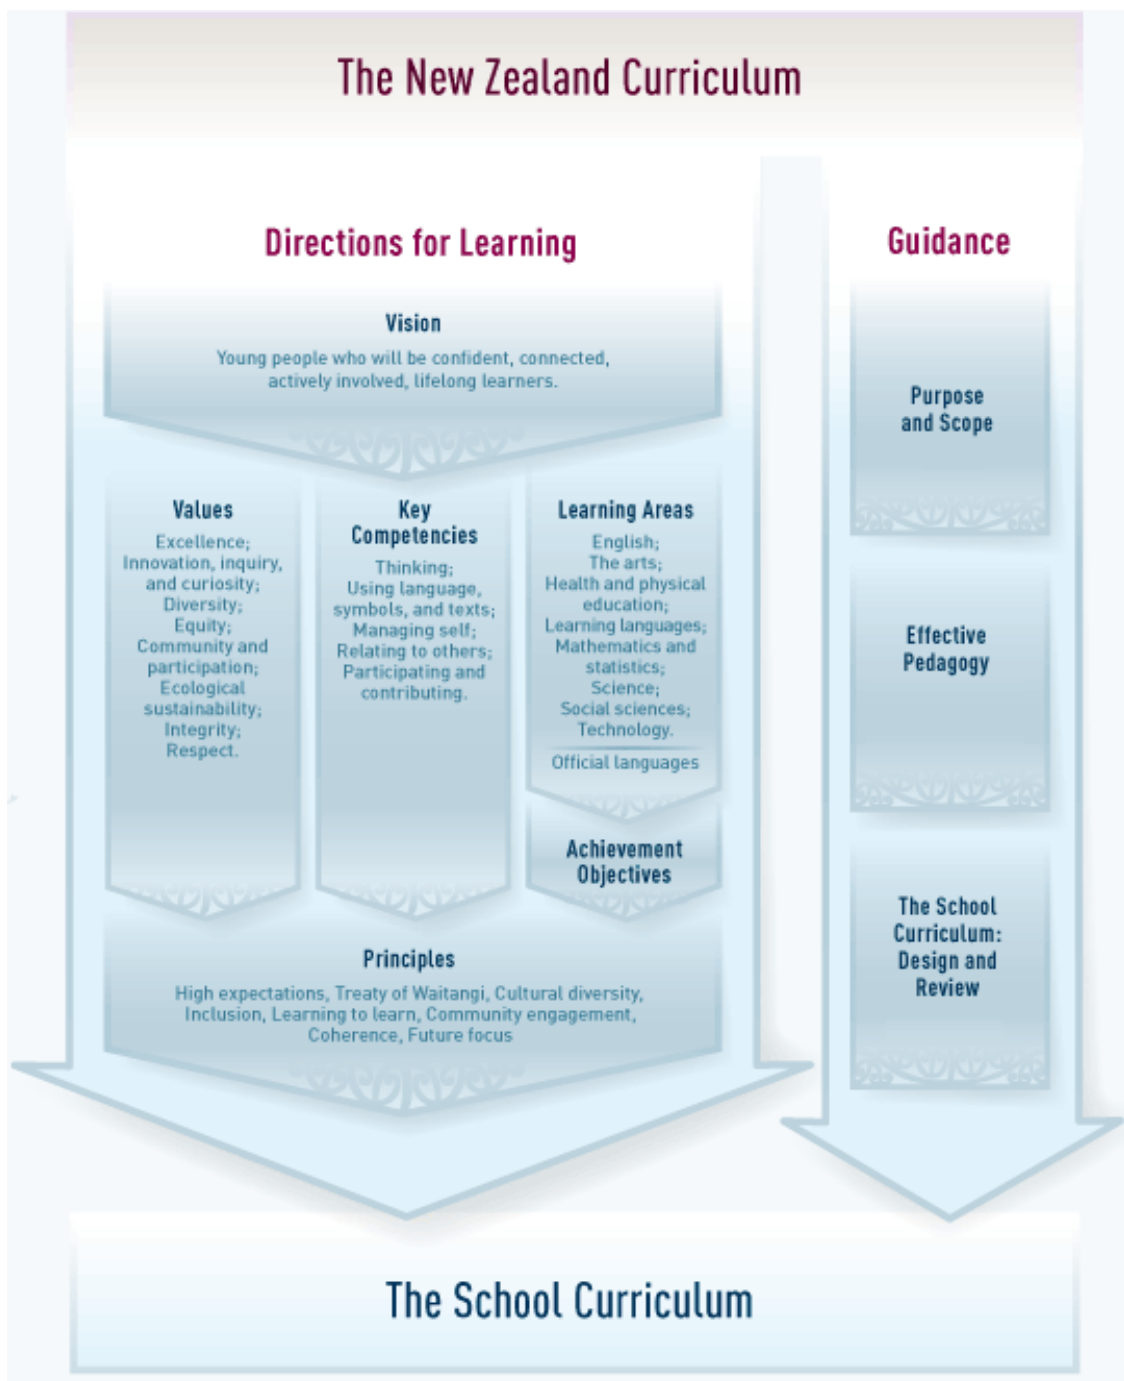 The New Zealand Curriculum
Directions for Learning
Vision
Young people who will be confident, connected,
actively involved, lifelong learners.
Values
Excellence;
Innovation, inquiry,
and curiosity;
Diversity;
Equity;
Community and
participation;
Ecological
sustainability;
Integrity;
Respect.
Key
Competencies
Thinking;
Using language,
symbols, and texts;
Managing self;
Relating to others;
Participating and
contributing.
Learning Areas
English;
The arts;
Health and physical
education;
Learning languages;
Mathematics and
statistics;
Science;
Social sciences;
Technology.
Official languages
Achievement
Objectives
Principles
High expectations, Treaty of Waitangi, Cultural diversity,
Inclusion, Learning to learn, Community engagement,
Coherence, Future focus
Guidance
Purpose
and Scope
Effective
Pedagogy
The School
Curriculum:
Design and
Review
The School Curriculum